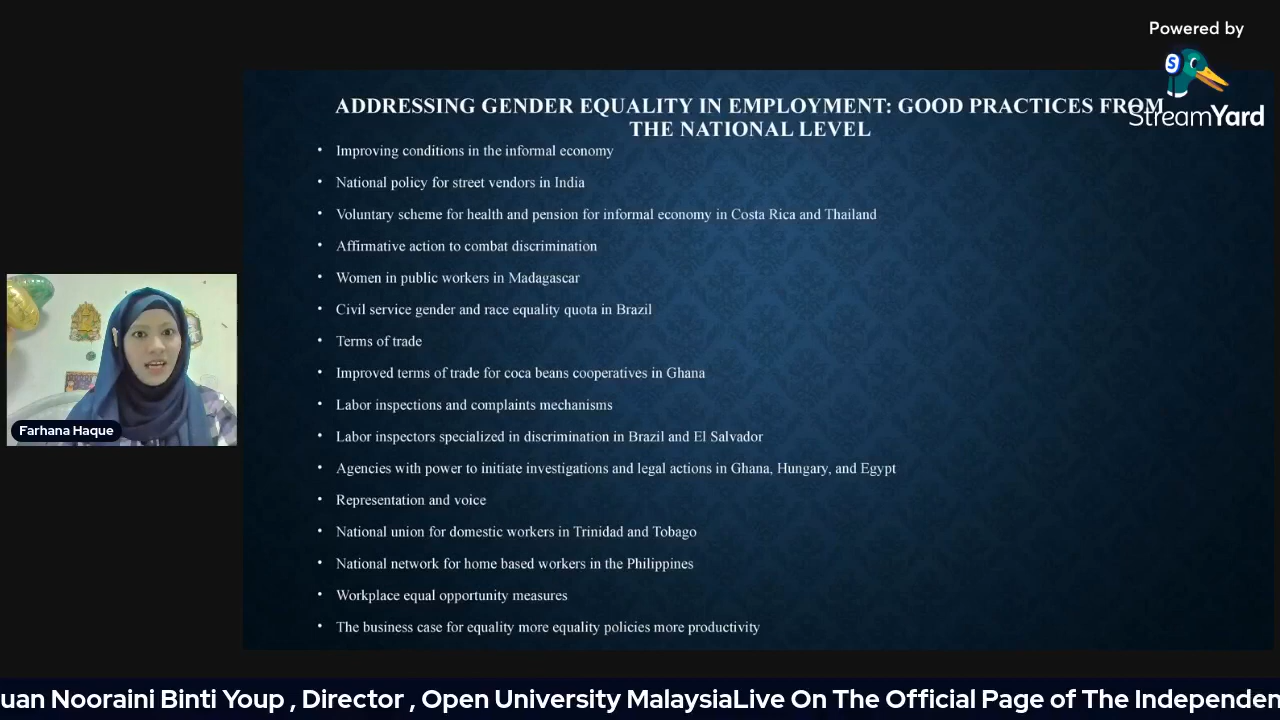 Powered by
StreamYard
ADDRESSING GENDER EQUALITY IN EMPLOYMENT: GOOD PRACTICES FROM
THE NATIONAL LEVEL
• Improving conditions in the informal economy
• National policy for street vendors in India
• Voluntary scheme for health and pension for informal economy in Costa Rica and Thailand
• Affirmative action to combat discrimination
• Women in public workers in Madagascar
• Civil service gender and race equality quota in Brazil
• Terms of trade
• Improved terms of trade for coca beans cooperatives in Ghana
• Labor inspections and complaints mechanisms
• Labor inspectors specialized in discrimination in Brazil and El Salvador
• Agencies with power to initiate investigations and legal actions in Ghana, Hungary, and Egypt
• Representation and voice
• National union for domestic workers in Trinidad and Tobago
• National network for home based workers in the Philippines
• Workplace equal opportunity measures
• The business case for equality more equality policies more productivity
Farhana Haque
uan Nooraini Binti Youp , Director , Open University MalaysiaLive On The Official Page of The Independen